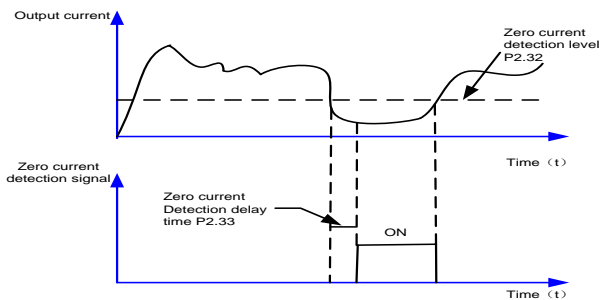 Output current
Zero current
detection level
P2.32
Time（t）
Zero current
detection signal
Zero current
Detection delay
time P2.33
ON
Time（t）